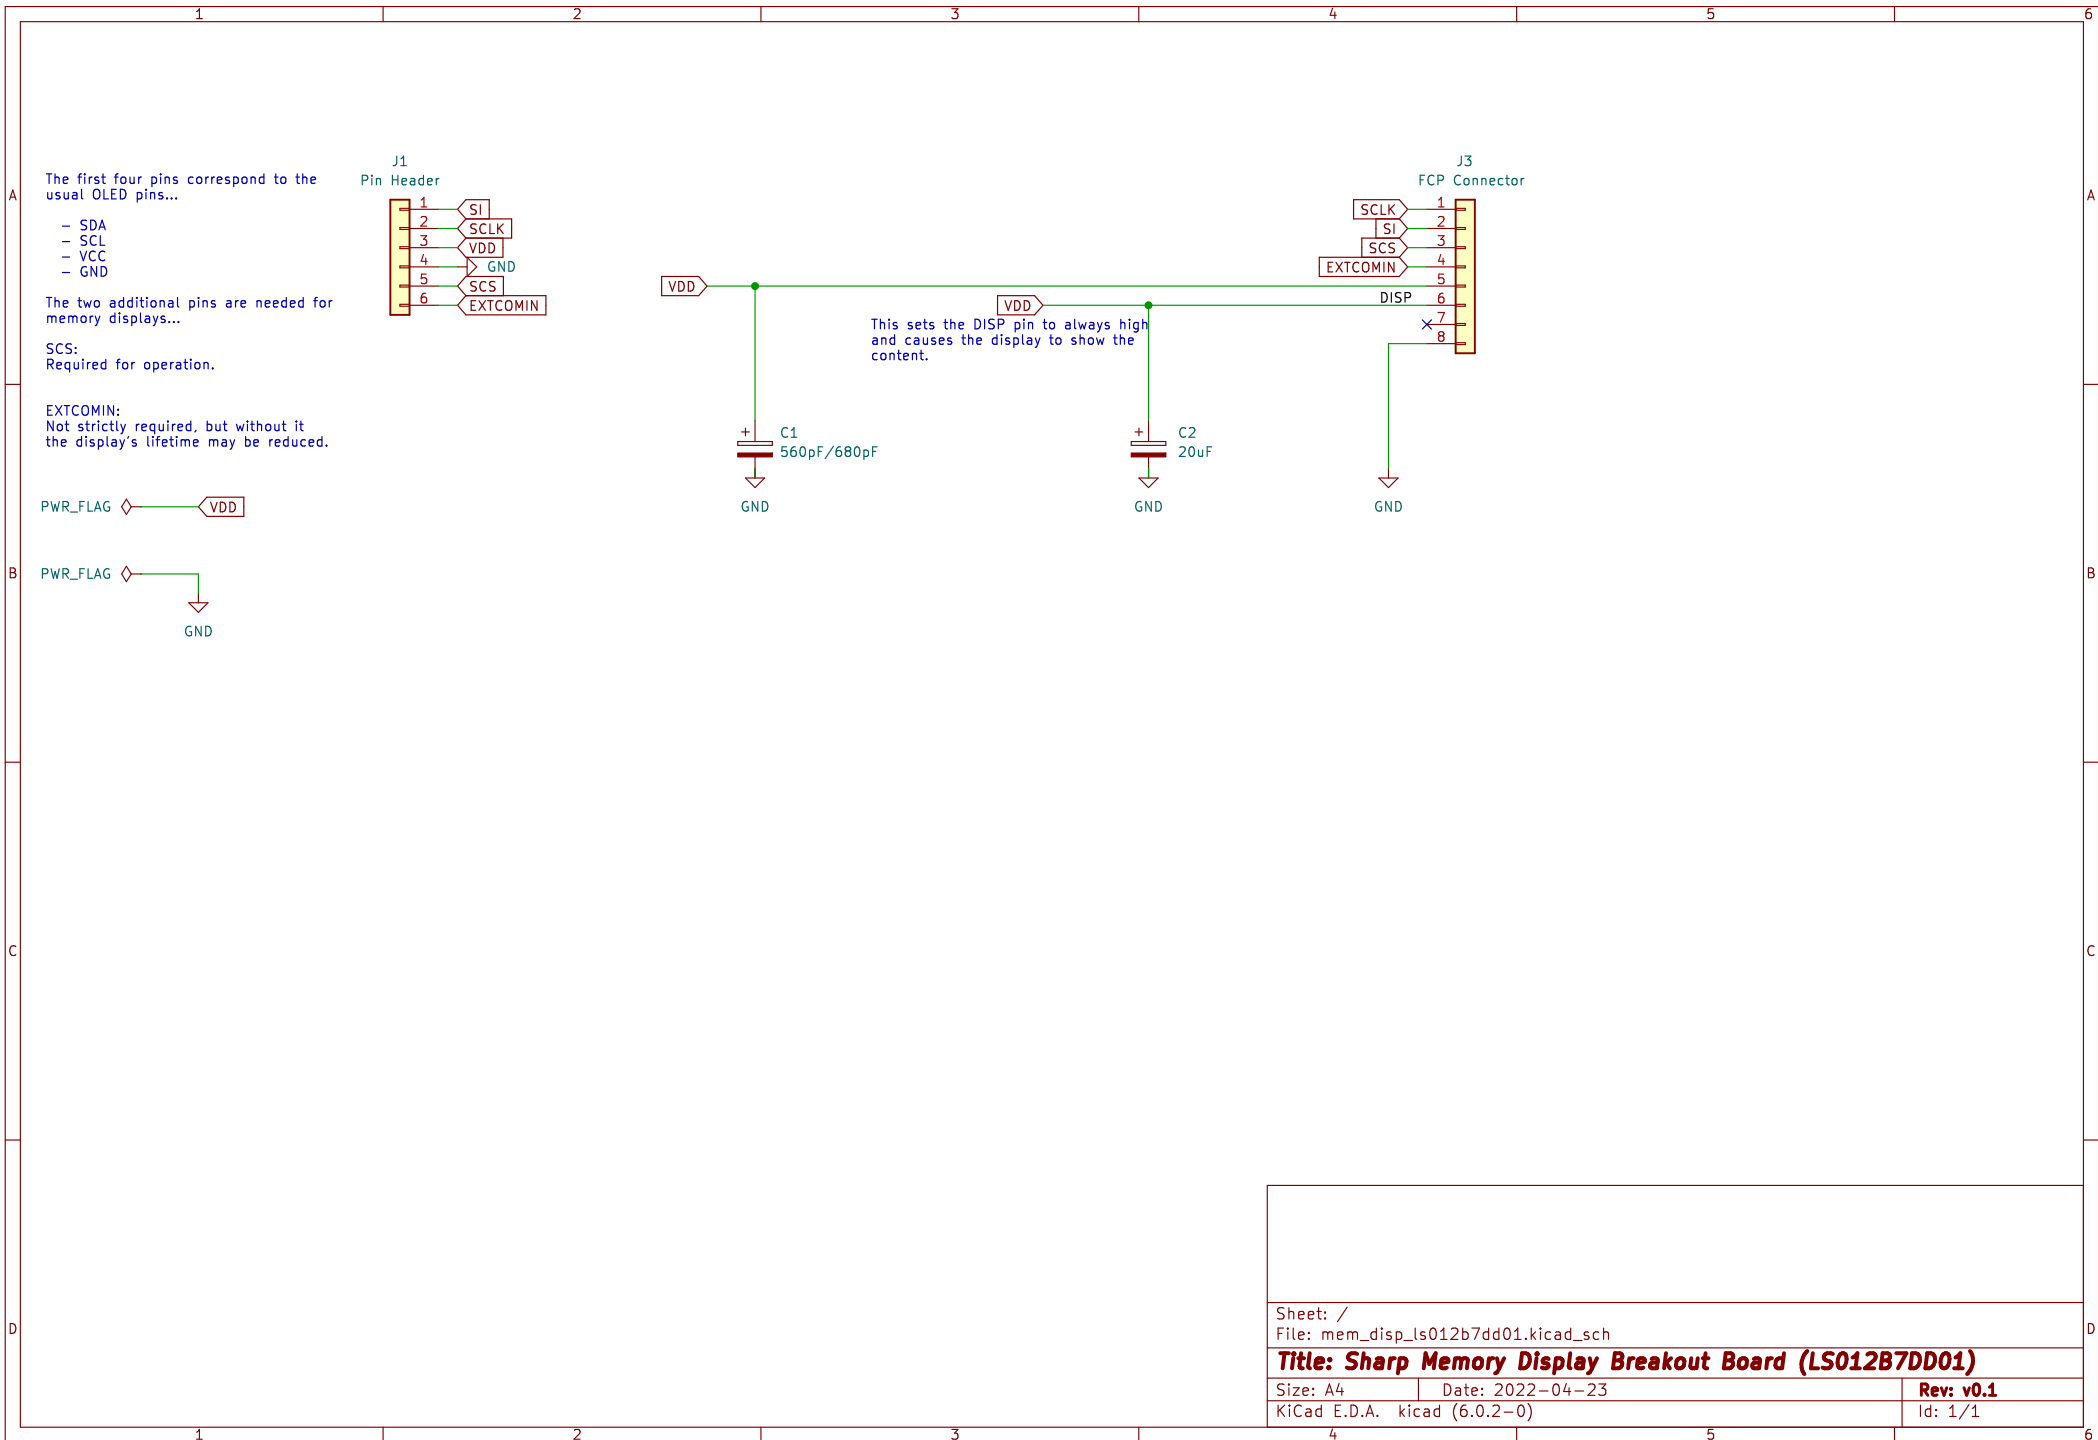 1 2 3 4 5 6
A
B
C
D
A
B
C
D
The first four pins correspond to the
usual OLED pins...
– SDA
– SCL
– VCC
– GND
The two additional pins are needed for
memory displays...
SCS:
Required for operation.
EXTCOMIN:
Not strictly required, but without it
the display's lifetime may be reduced.
PWR_FLAG VDD
PWR_FLAG
GND
J1
Pin Header
1 SI
2 SCLK
3 VDD
4 GND
5 SCS
6 EXTCOMIN
VDD
+ C1
560pF/680pF
GND
VDD
This sets the DISP pin to always high
and causes the display to show the
content.
+ C2
20uF
GND
J3
FCP Connector
SCLK 1
SI 2
SCS 3
EXTCOMIN 4
5
DISP 6
7
8
GND
Sheet: /
File: mem_disp_ls012b7dd01.kicad_sch
Title: Sharp Memory Display Breakout Board (LS012B7DD01)
Size: A4 Date: 2022-04-23 Rev: v0.1
KiCad E.D.A. kicad (6.0.2-0) Id: 1/1
1 2 3 4 5 6